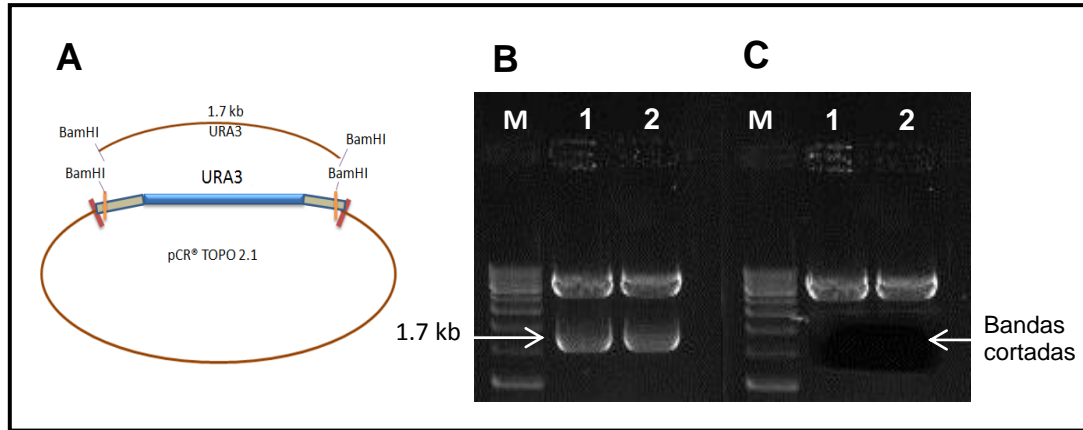 A
1.7 kb
URA3
BamHI
BamHI
BamHI
BamHI
URA3
pCR® TOPO 2.1
B
M
1
2
1.7 kb
C
M
1
2
Bandas
cortadas